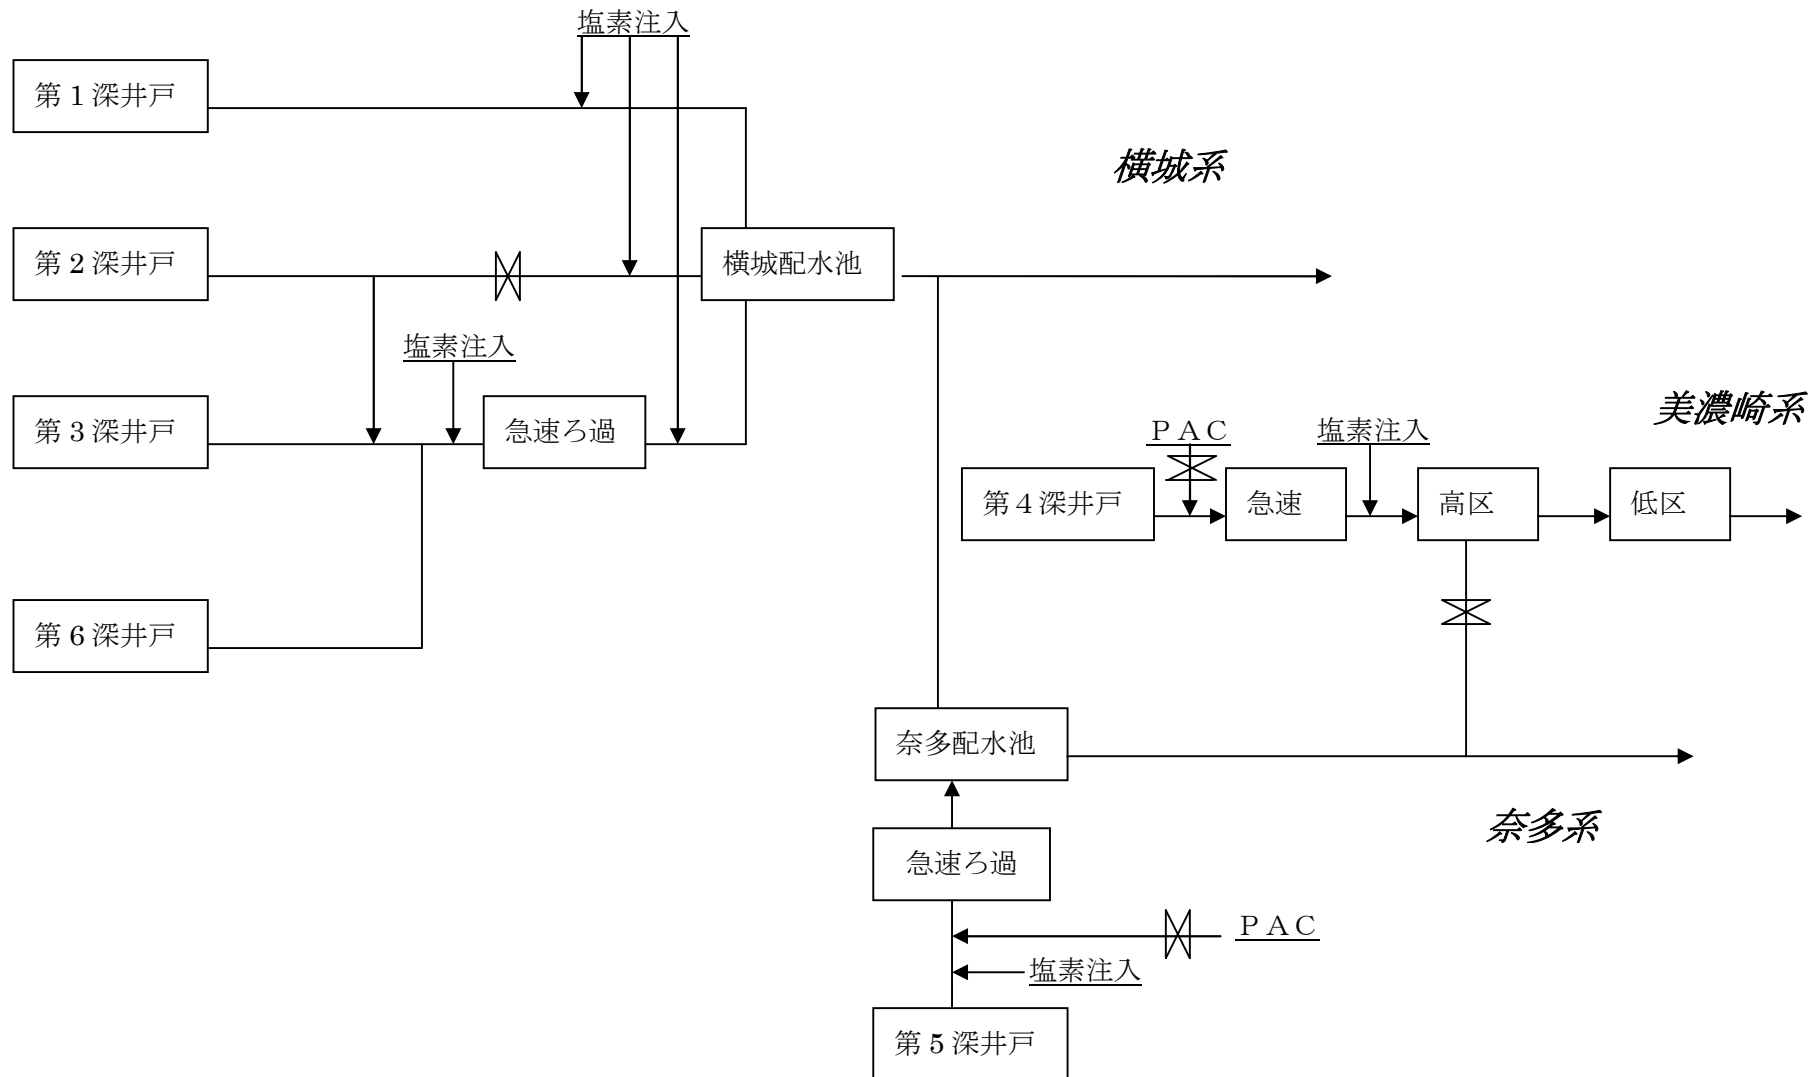 塩素注入
第1深井戸
横城系
第2深井戸
横城配水池
塩素注入
第3深井戸
急速ろ過
美濃崎系
PAC
塩素注入
第4深井戸
急速
高区
低区
第6深井戸
奈多配水池
奈多系
急速ろ過
PAC
塩素注入
第5深井戸